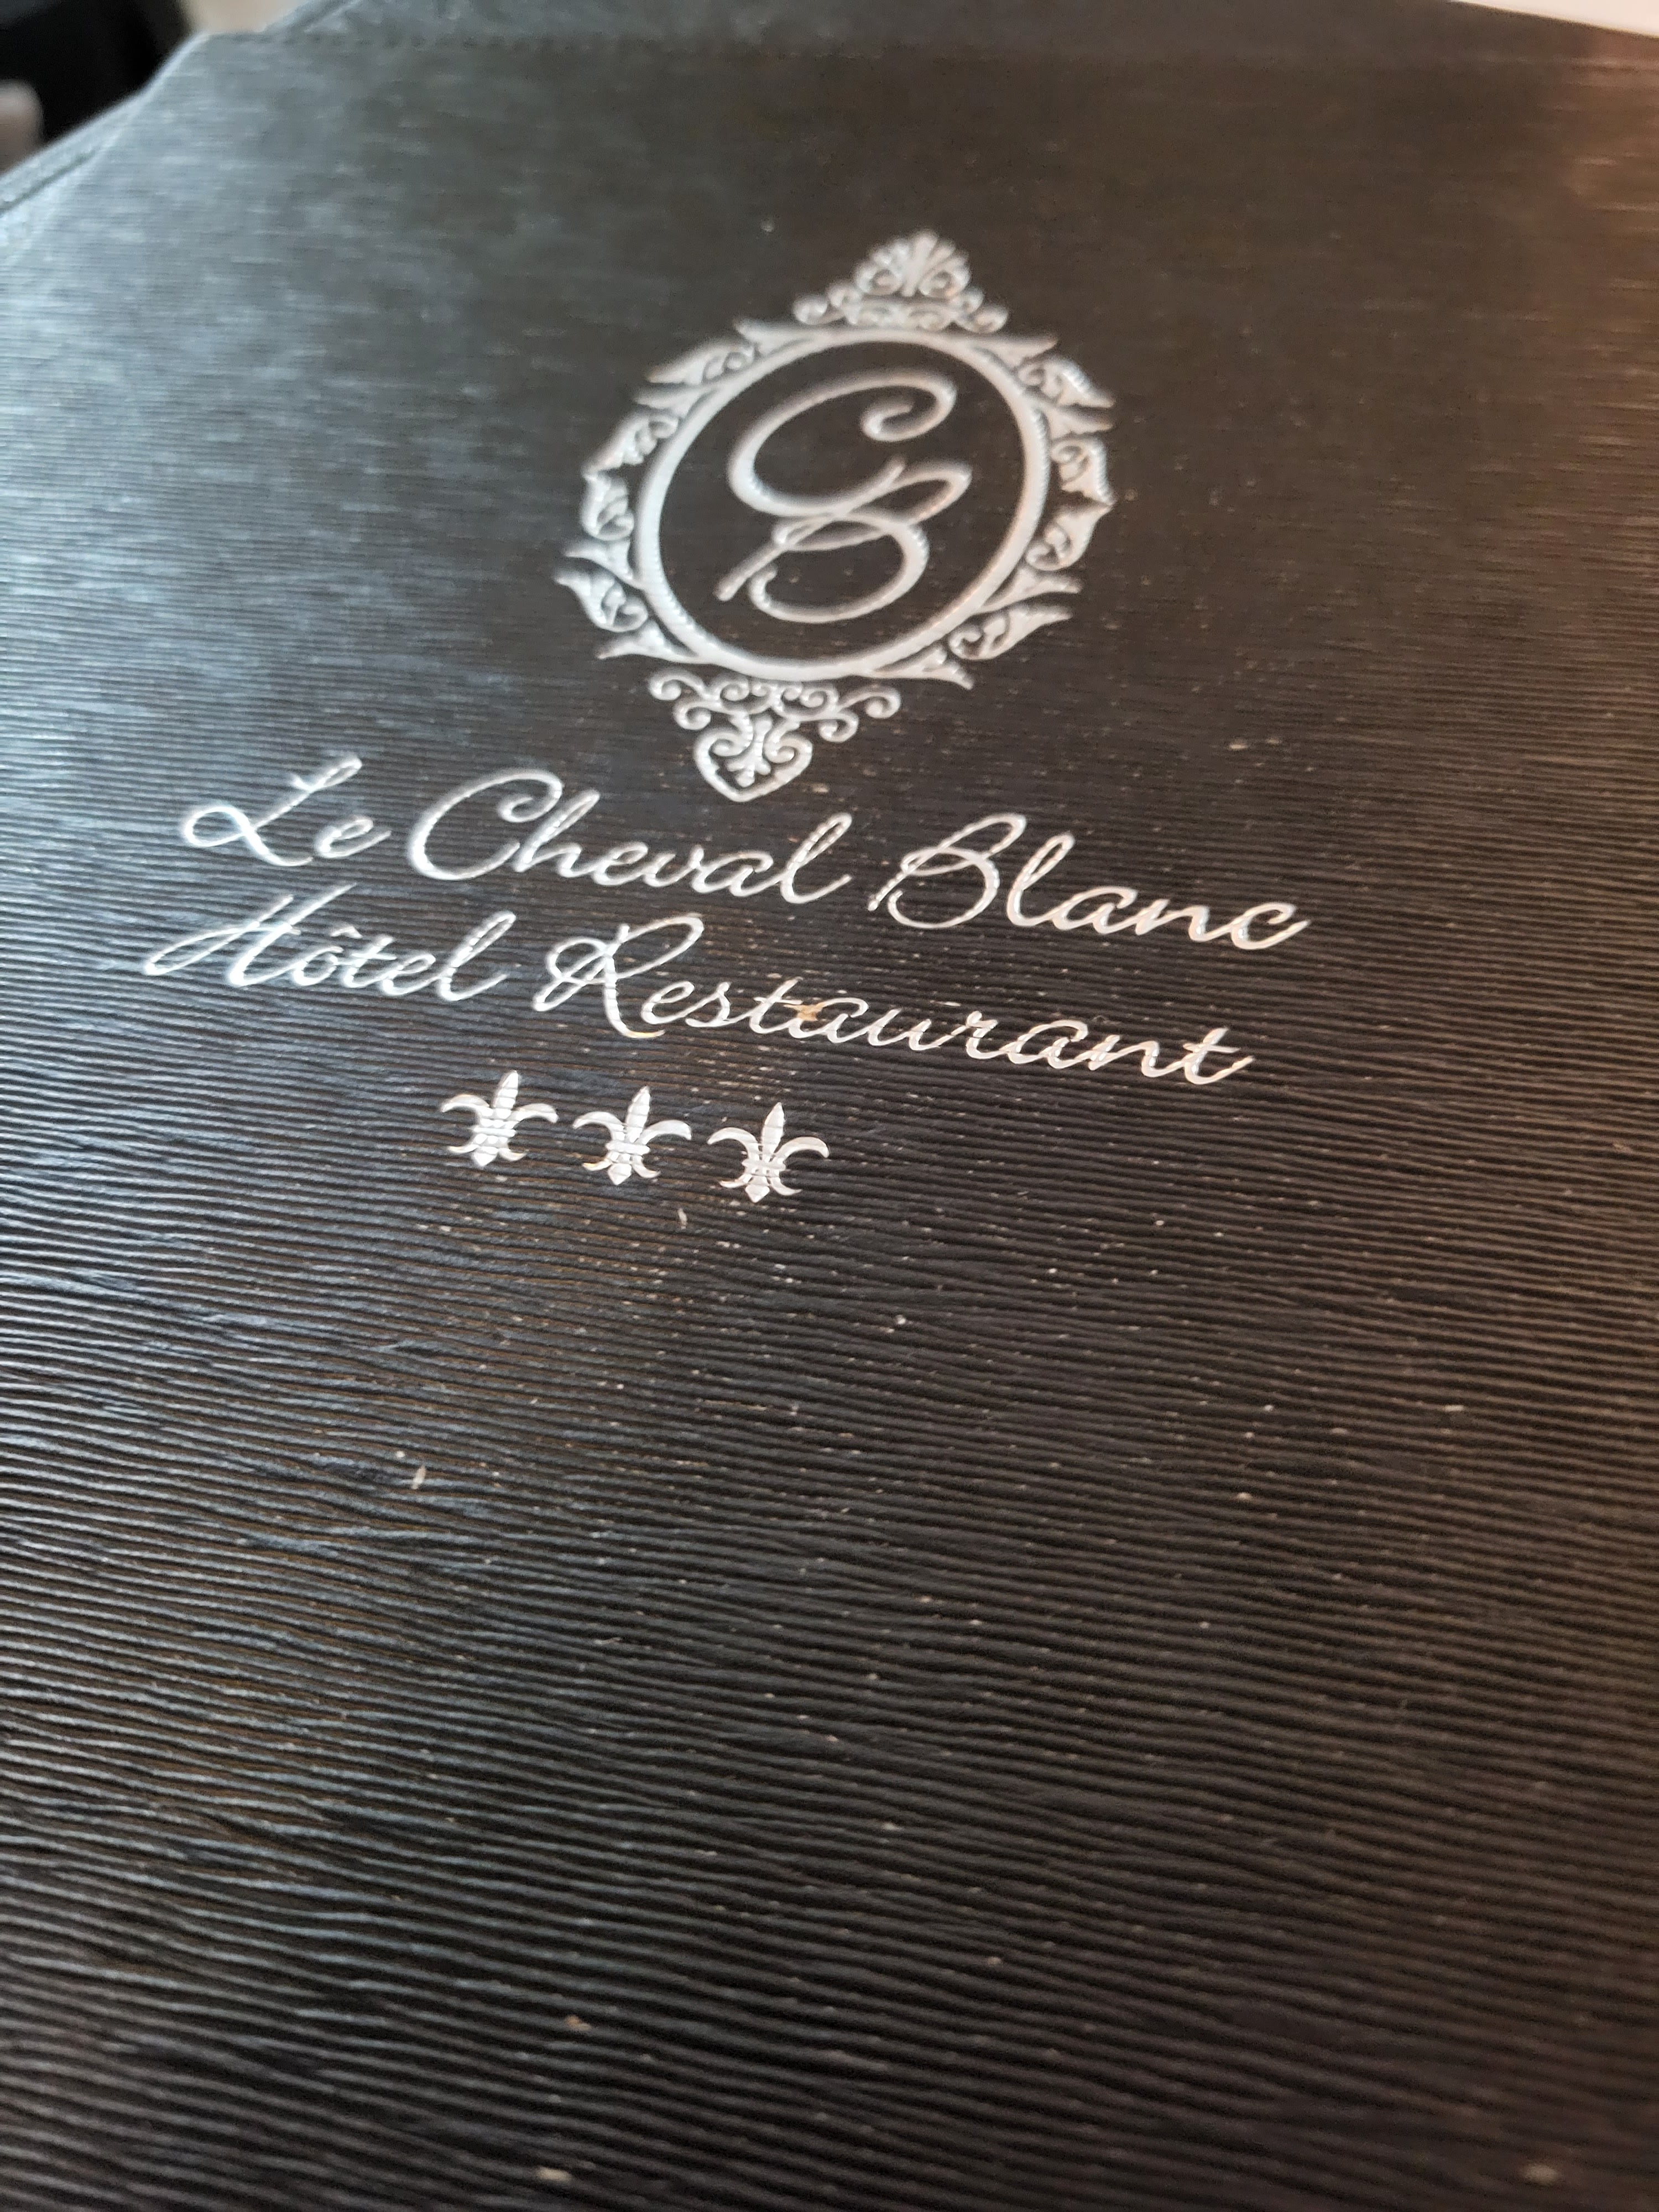 CB
Le Cheval Blanc
Hôtel Restaurant